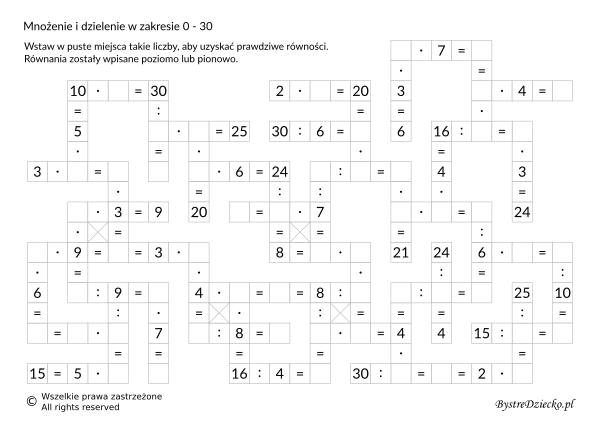 Mnożenie i dzielenie w zakresie 0 - 30
Wstaw w puste miejsca takie liczby, aby uzyskać prawdziwe równości.
Równania zostały wpisane poziomo lub pionowo.
· 7 =
· =
10 · = 30 2 · = 20 3 · 4 =
= : = = ·
5 · = 25 30 : 6 = 6 16 : =
· = · · = ·
3 · = · 6 = 24 : = 4 3
· = : : · · =
· 3 = 9 20 = · 7 · = 24
· = = = = :
· 9 = = 3 · 8 = · 21 24 6 · =
· = · · : = :
6 : 9 = 4 · = = 8 : : = 25 10
= : · = · : = = = : =
= · 7 : 8 = · = 4 4 15 : =
= = = = · =
15 = 5 · 16 : 4 = 30 : = = 2 ·
© Wszelkie prawa zastrzeżone
All rights reserved
BystreDziecko.pl